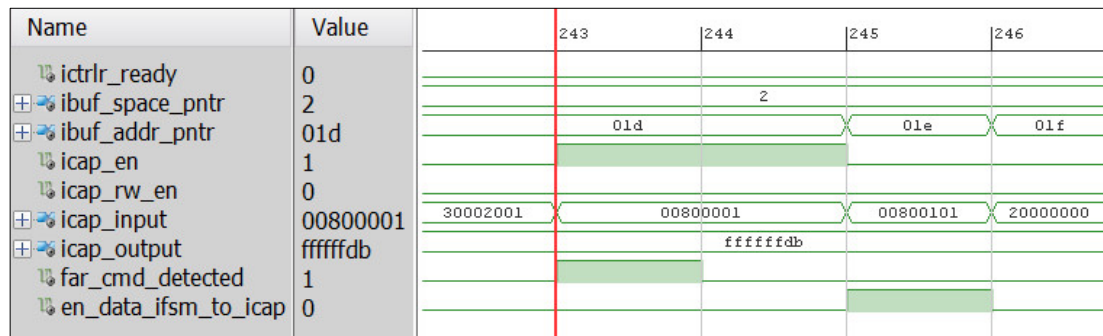 Name Value 243 244 245 246
ictrlr_ready 0
ibuf_space_pntr 2 2
ibuf_addr_pntr 01d 01d 01e 01f
icap_en 1
icap_rw_en 0
icap_input 00800001 30002001 00800001 00800101 20000000
icap_output ffffffdb ffffffdb
far_cmd_detected 1
en_data_ifsm_to_icap 0